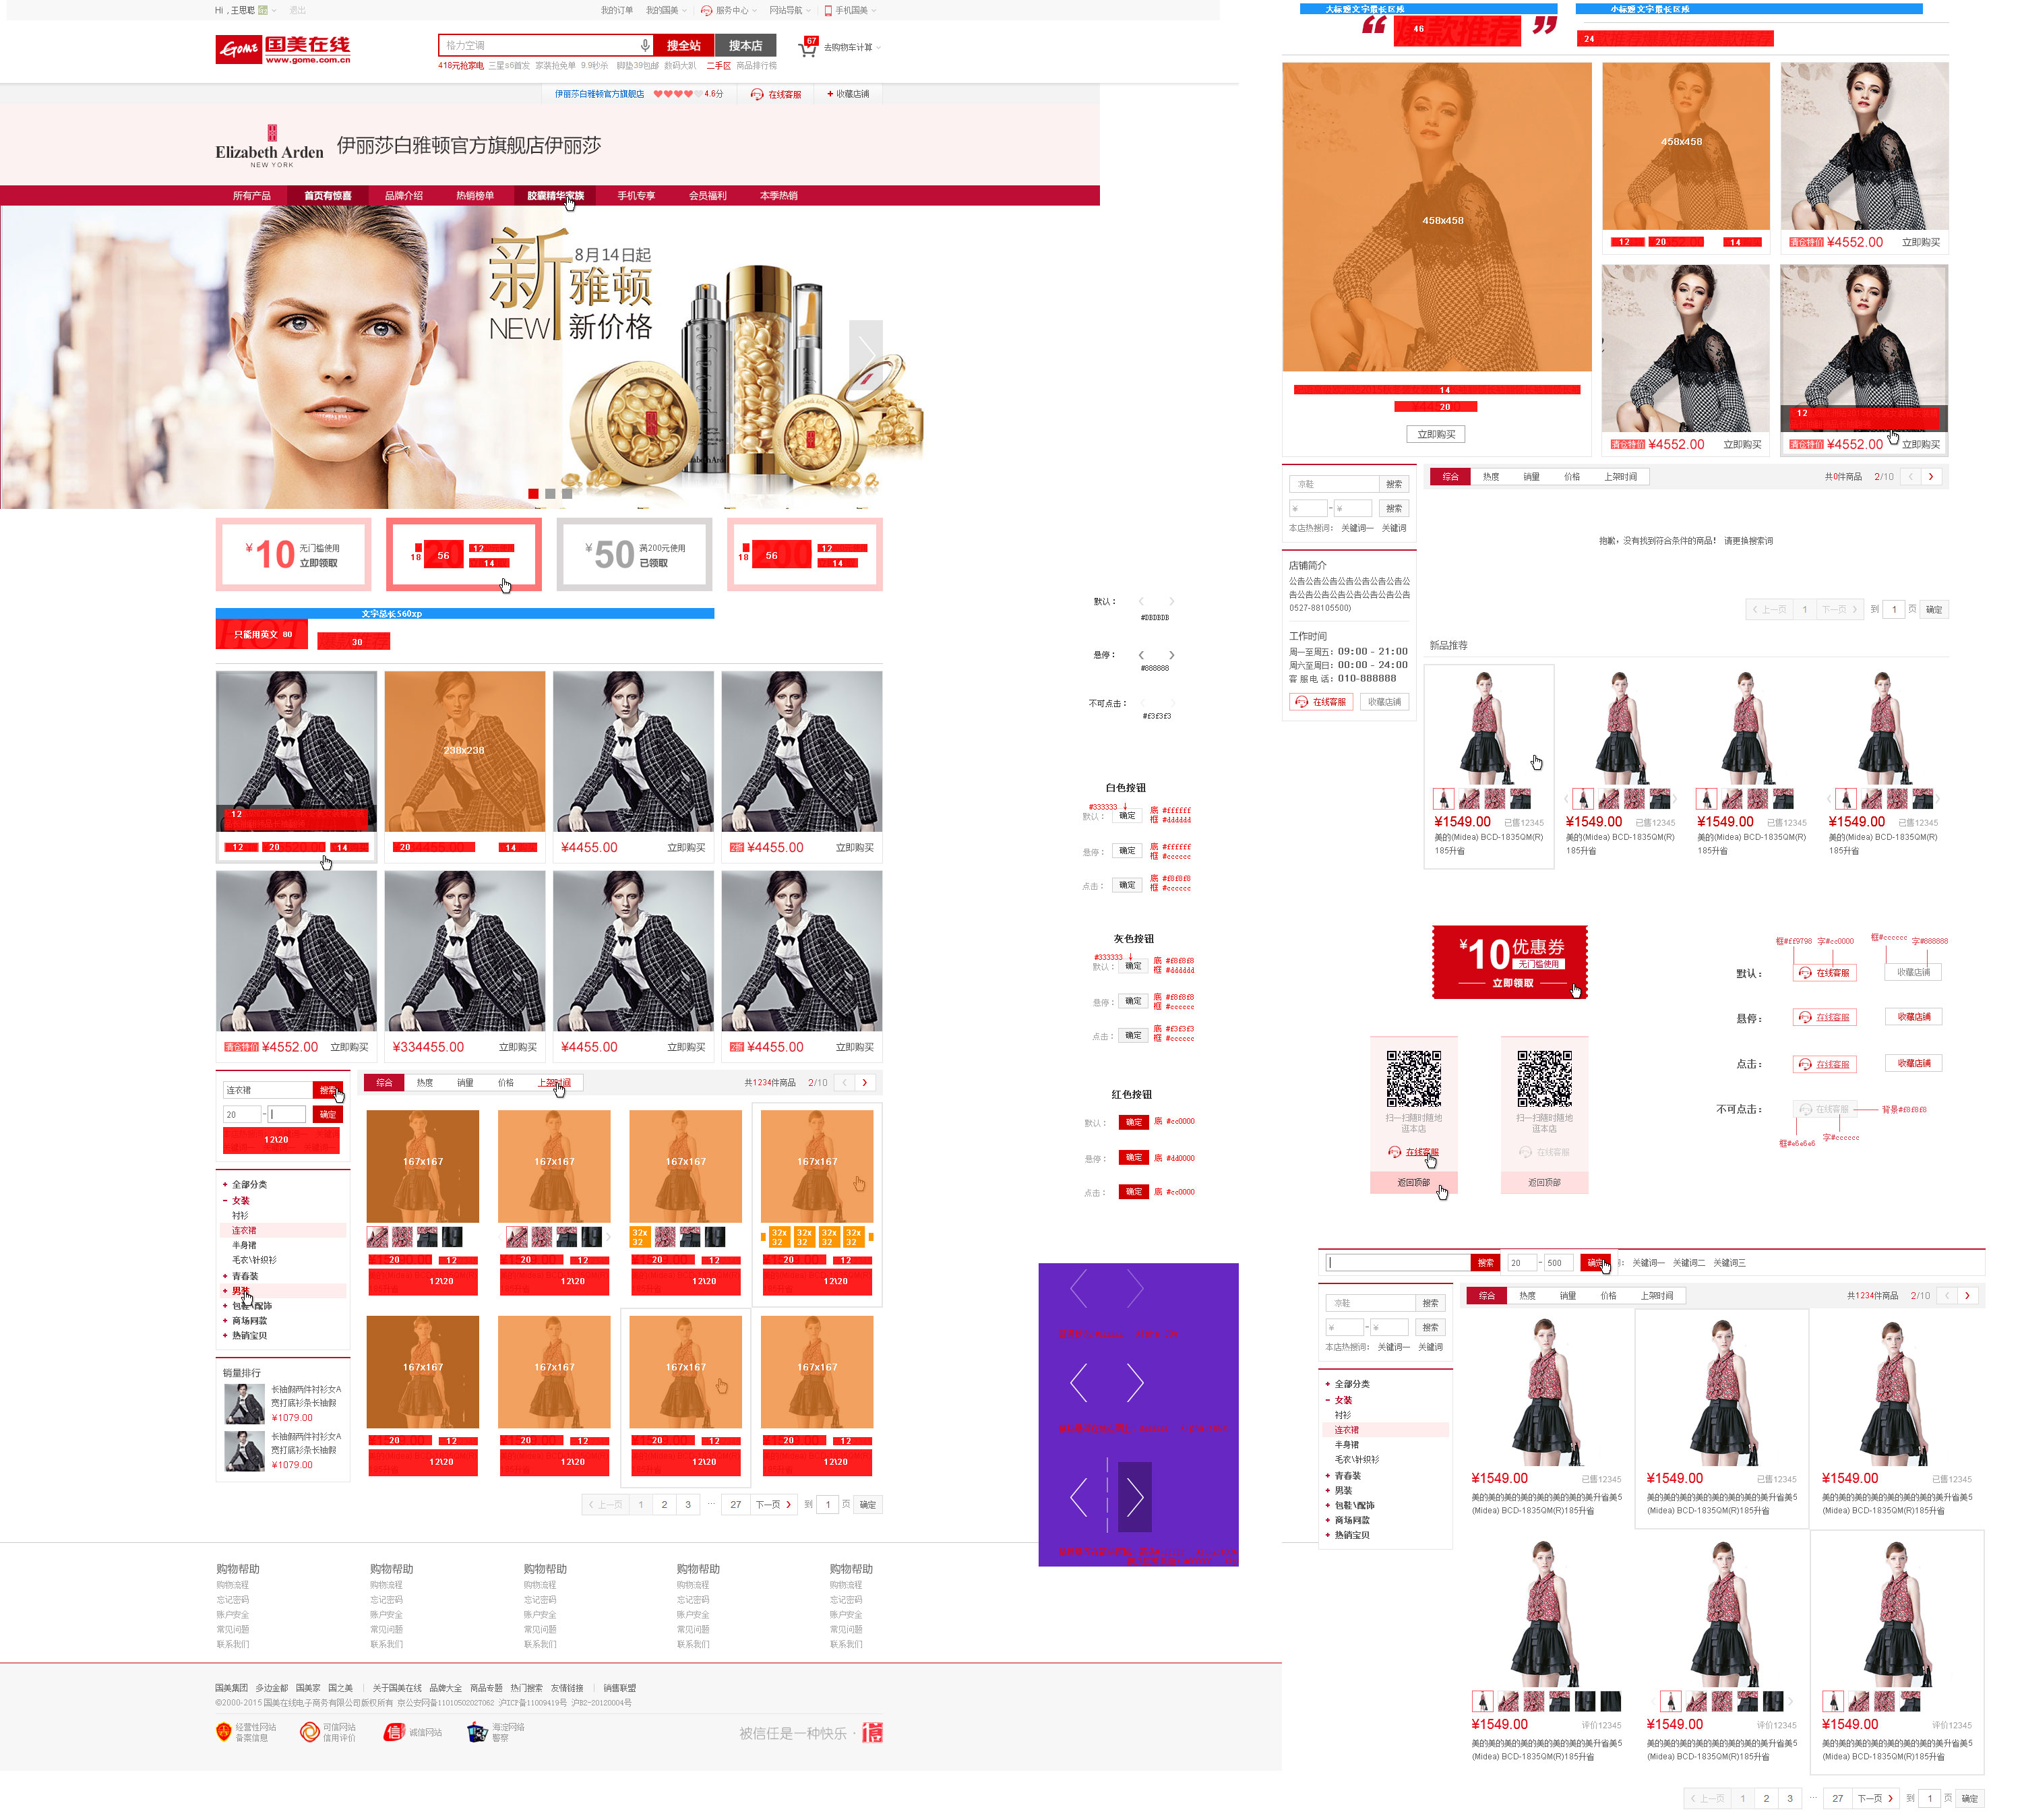 Hi , 王思聪
退出
我的订单 我的国美 服务中心 网站导航 手机国美
Gome 国美在线
www.gome.com.cn
格力空调
搜全站 搜本店
67
去购物车计算
418元抢家电 三星s6首发 家装抢免单 9.9秒杀 脚垫39包邮 数码大趴 二手区 商品排行榜
伊丽莎白雅顿官方旗舰店 4.6分 在线客服 + 收藏店铺
Elizabeth Arden
NEW YORK
伊丽莎白雅顿官方旗舰店伊丽莎
所有产品 首页有惊喜 品牌介绍 热销榜单 胶囊精华家族 手机专享 会员福利 本季热销
新
8月14日起
雅顿
NEW 新价格
¥10 无门槛使用
立即领取
18 56 12
14
¥50 满200元使用
已领取
18 56 12
14
文字总长560xp
只能用英文 80
30
238x238
12
12 20 14
20 14
¥4455.00 立即购买
2折 ¥4455.00 立即购买
清仓特价 ¥4552.00 立即购买
¥334455.00 立即购买
¥4455.00 立即购买
2折 ¥4455.00 立即购买
连衣裙 搜索
20 - 确定
12\20
+ 全部分类
- 女装
衬衫
连衣裙
半身裙
毛衣\针织衫
+ 青春装
+ 男装
+ 包鞋\配饰
+ 商场同款
+ 热销宝贝
销量排行
长袖假两件衬衫女A
宽打底衫条长袖假
¥1079.00
长袖假两件衬衫女A
宽打底衫条长袖假
¥1079.00
综合 热度 销量 价格 上架时间
共1234件商品 2/10
167x167 167x167 167x167 167x167
32x32 32x32 32x32 32x32 32x32
20 12 20 12 20 12 20 12
12\20 12\20 12\20 12\20
167x167 167x167 167x167 167x167
20 12 20 12 20 12 20 12
12\20 12\20 12\20 12\20
上一页 1 2 3 ... 27 下一页 到 1 页 确定
购物帮助 购物帮助 购物帮助 购物帮助 购物帮助
购物流程 购物流程 购物流程 购物流程 购物流程
忘记密码 忘记密码 忘记密码 忘记密码 忘记密码
账户安全 账户安全 账户安全 账户安全 账户安全
常见问题 常见问题 常见问题 常见问题 常见问题
联系我们 联系我们 联系我们 联系我们 联系我们
国美集团 多边金都 国美家 国之美 | 关于国美在线 品牌大全 商品专题 热门搜索 友情链接 | 销售联盟
©2000-2015 国美在线电子商务有限公司版权所有 京公安网备11010502027062 沪ICP备11009419号 沪B2-20120004号
经营性网站
备案信息
可信网站
信用评价
诚信网站
海淀网络
警察
被信任是一种快乐 · 信
默认：
#DBDBDB
悬停：
#888888
不可点击：
#f3f3f3
白色按钮
#333333 ↓
默认： 确定 底 #ffffff
框 #dddddd
悬停： 确定 底 #ffffff
框 #cccccc
点击： 确定 底 #f8f8f8
框 #cccccc
灰色按钮
#333333 ↓
默认： 确定 底 #f8f8f8
框 #dddddd
悬停： 确定 底 #f8f8f8
框 #cccccc
点击： 确定 底 #f3f3f3
框 #cccccc
红色按钮
默认： 确定 底 #cc0000
悬停： 确定 底 #dd0000
点击： 确定 底 #cc0000
大标题文字最长区域
小标题文字最长区域
46
24
458x458
458x458
14
20
立即购买
12 20 14
清仓特价 ¥4552.00 立即购买
清仓特价 ¥4552.00 立即购买
12
清仓特价 ¥4552.00 立即购买
凉鞋 搜索
¥ - ¥ 搜索
本店热搜词： 关键词一 关键词
店铺简介
公告公告公告公告公告公告公告公
告公告公告公告公告公告公告公告
0527-88105500)
工作时间
周一至周五：09:00 - 21:00
周六至周日：00:00 - 24:00
客 服 电 话：010-888888
在线客服 收藏店铺
综合 热度 销量 价格 上架时间
共0件商品 2/10
抱歉，没有找到符合条件的商品！ 请更换搜索词
上一页 1 下一页 到 1 页 确定
新品推荐
¥1549.00 已售12345 ¥1549.00 已售12345 ¥1549.00 已售12345 ¥1549.00 已售12345
美的(Midea) BCD-1835QM(R) 美的(Midea) BCD-1835QM(R) 美的(Midea) BCD-1835QM(R) 美的(Midea) BCD-1835QM(R)
185升省 185升省 185升省 185升省
¥10 优惠券
无门槛使用
立即领取
扫一扫随时随地
逛本店
在线客服
返回顶部
扫一扫随时随地
逛本店
在线客服
返回顶部
框#ff9798 字#cc0000 框#cccccc 字#888888
默认： 在线客服 收藏店铺
悬停： 在线客服 收藏店铺
点击： 在线客服 收藏店铺
不可点击： 在线客服 背景#f8f8f8
框#e6e6e6 字#cccccc
搜索 20 - 500 确定 关键词一 关键词二 关键词三
凉鞋 搜索
¥ - ¥ 搜索
本店热搜词： 关键词一 关键词
+ 全部分类
- 女装
衬衫
连衣裙
半身裙
毛衣\针织衫
+ 青春装
+ 男装
+ 包鞋\配饰
+ 商场同款
+ 热销宝贝
综合 热度 销量 价格 上架时间
共1234件商品 2/10
¥1549.00 已售12345 ¥1549.00 已售12345 ¥1549.00 已售12345
美的美的美的美的美的美的美的美升省美5 美的美的美的美的美的美的美的美升省美5 美的美的美的美的美的美的美的美升省美5
(Midea) BCD-1835QM(R)185升省 (Midea) BCD-1835QM(R)185升省 (Midea) BCD-1835QM(R)185升省
¥1549.00 评价12345 ¥1549.00 评价12345 ¥1549.00 评价12345
美的美的美的美的美的美的美的美升省美5 美的美的美的美的美的美的美的美升省美5 美的美的美的美的美的美的美的美升省美5
(Midea) BCD-1835QM(R)185升省 (Midea) BCD-1835QM(R)185升省 (Midea) BCD-1835QM(R)185升省
上一页 1 2 3 ... 27 下一页 到 1 页 确定